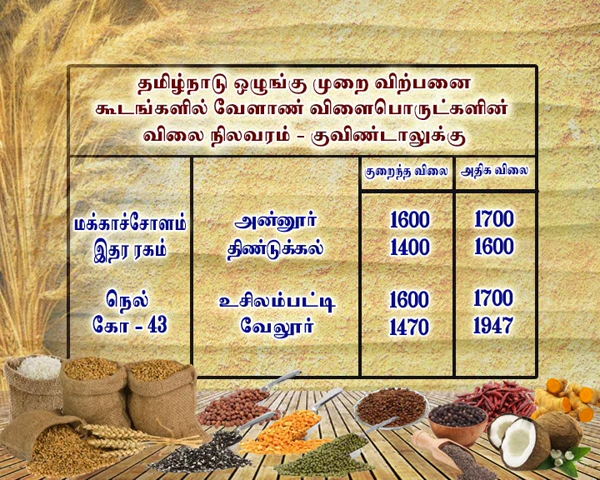 தமிழ்நாடு ஒழுங்கு முறை விற்பனை
கூடங்களில் வேளாண் விளைபொருட்களின்
விலை நிலவரம் - குவிண்டாலுக்கு
குறைந்த விலை அதிக விலை
மக்காச்சோளம் அன்னூர் 1600 1700
இதர ரகம் திண்டுக்கல் 1400 1600
நெல் உசிலம்பட்டி 1600 1700
கோ - 43 வேலூர் 1470 1947